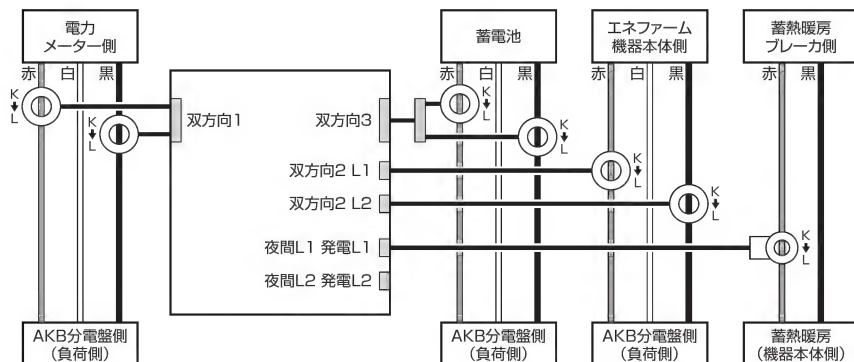 電力
メーター側
蓄電池
エネファーム
機器本体側
蓄熱暖房
ブレーカ側
赤 白 黒
赤 白 黒
赤 白 黒
赤 黒
K
L
K
L
双方向1
双方向3
K
L
K
L
双方向2 L1
K
L
双方向2 L2
K
L
夜間L1 発電L1
K
L
夜間L2 発電L2
AKB分電盤側
(負荷側)
AKB分電盤側
(負荷側)
AKB分電盤側
(負荷側)
蓄熱暖房
(機器本体側)